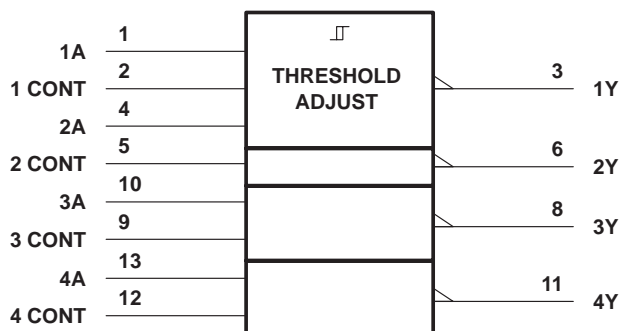 1A 1
1 CONT 2
2A 4
2 CONT 5
3A 10
3 CONT 9
4A 13
4 CONT 12
THRESHOLD
ADJUST
3 1Y
6 2Y
8 3Y
11 4Y